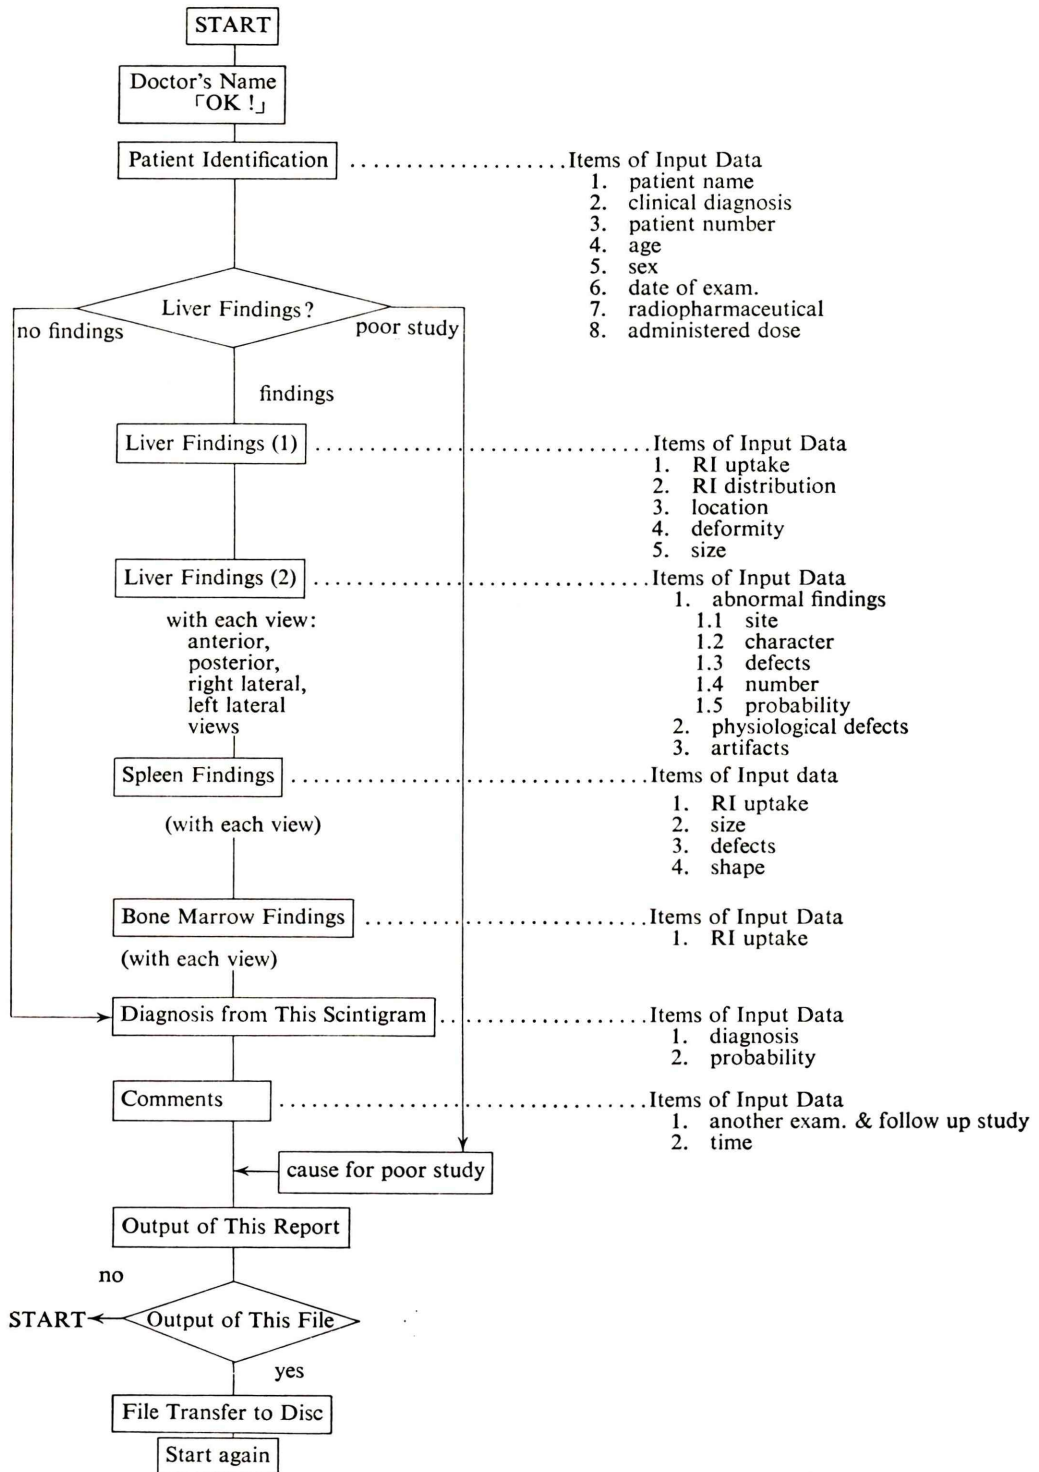 START
Doctor's Name
「OK !」
Patient Identification ..................... Items of Input Data
1. patient name
2. clinical diagnosis
3. patient number
4. age
5. sex
6. date of exam.
7. radiopharmaceutical
8. administered dose
Liver Findings?
no findings
poor study
findings
Liver Findings (1) ................................. Items of Input Data
1. RI uptake
2. RI distribution
3. location
4. deformity
5. size
Liver Findings (2) ................................. Items of Input Data
1. abnormal findings
1.1 site
1.2 character
1.3 defects
1.4 number
1.5 probability
2. physiological defects
3. artifacts
with each view:
anterior,
posterior,
right lateral,
left lateral
views
Spleen Findings .................................... Items of Input data
1. RI uptake
2. size
3. defects
4. shape
(with each view)
Bone Marrow Findings ............................. Items of Input Data
1. RI uptake
(with each view)
Diagnosis from This Scintigram ..................... Items of Input Data
1. diagnosis
2. probability
Comments ..................................... Items of Input Data
1. another exam. & follow up study
2. time
cause for poor study
Output of This Report
no
START
Output of This File
yes
File Transfer to Disc
Start again